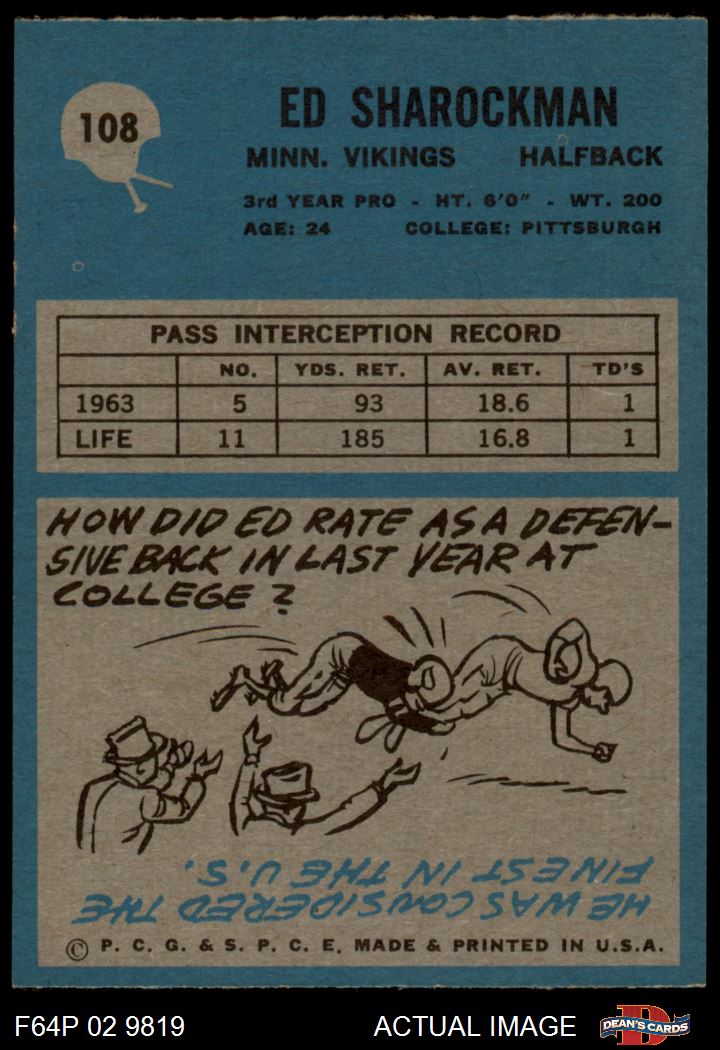 108
ED SHAROCKMAN
MINN. VIKINGS HALFBACK
3rd YEAR PRO - HT. 6'0" - WT. 200
AGE: 24 COLLEGE: PITTSBURGH
PASS INTERCEPTION RECORD
NO. YDS. RET. AV. RET. TD'S
1963 5 93 18.6 1
LIFE 11 185 16.8 1
HOW DID ED RATE AS A DEFEN-
SIVE BACK IN LAST YEAR AT
COLLEGE?
HE WAS CONSIDERED THE
FINEST IN THE U.S.
© P. C. G. & S. P. C. E. MADE & PRINTED IN U.S.A.
F64P 02 9819 ACTUAL IMAGE D DEAN'S CARDS